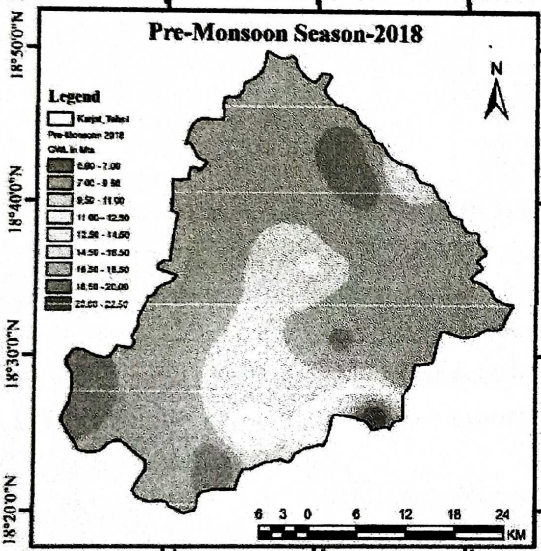 Pre-Monsoon Season-2018
N
Legend
Karjat_Tahsil
Pre-Monsoon 2018
GWL in Mts
7.00 - 9.50
9.50 - 11.00
11.00 - 12.50
12.50 - 14.50
14.50 - 16.50
16.50 - 18.50
18.50 - 20.00
20.00 - 22.50
18°50'0"N
18°40'0"N
18°30'0"N
18°20'0"N
6 3 0 6 12 18 24
KM